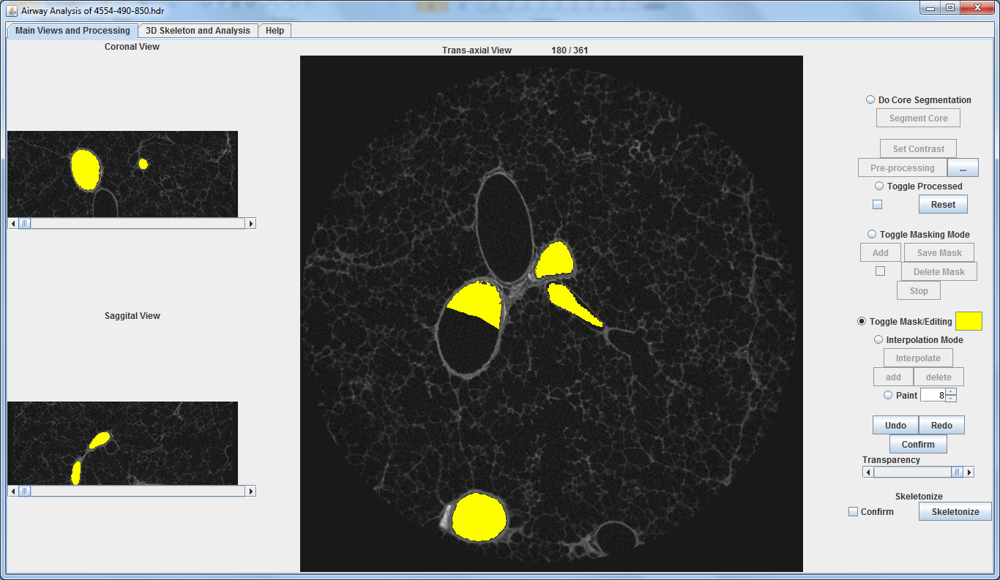 Airway Analysis of 4554-490-850.hdr
Main Views and Processing 3D Skeleton and Analysis Help
Coronal View
Trans-axial View 180 / 361
Do Core Segmentation
Segment Core
Set Contrast
Pre-processing ...
Toggle Processed
Reset
Toggle Masking Mode
Add Save Mask
Delete Mask
Stop
Saggital View
Toggle Mask/Editing
Interpolation Mode
Interpolate
add delete
Paint 8
Undo Redo
Confirm
Transparency
Skeletonize
Confirm Skeletonize